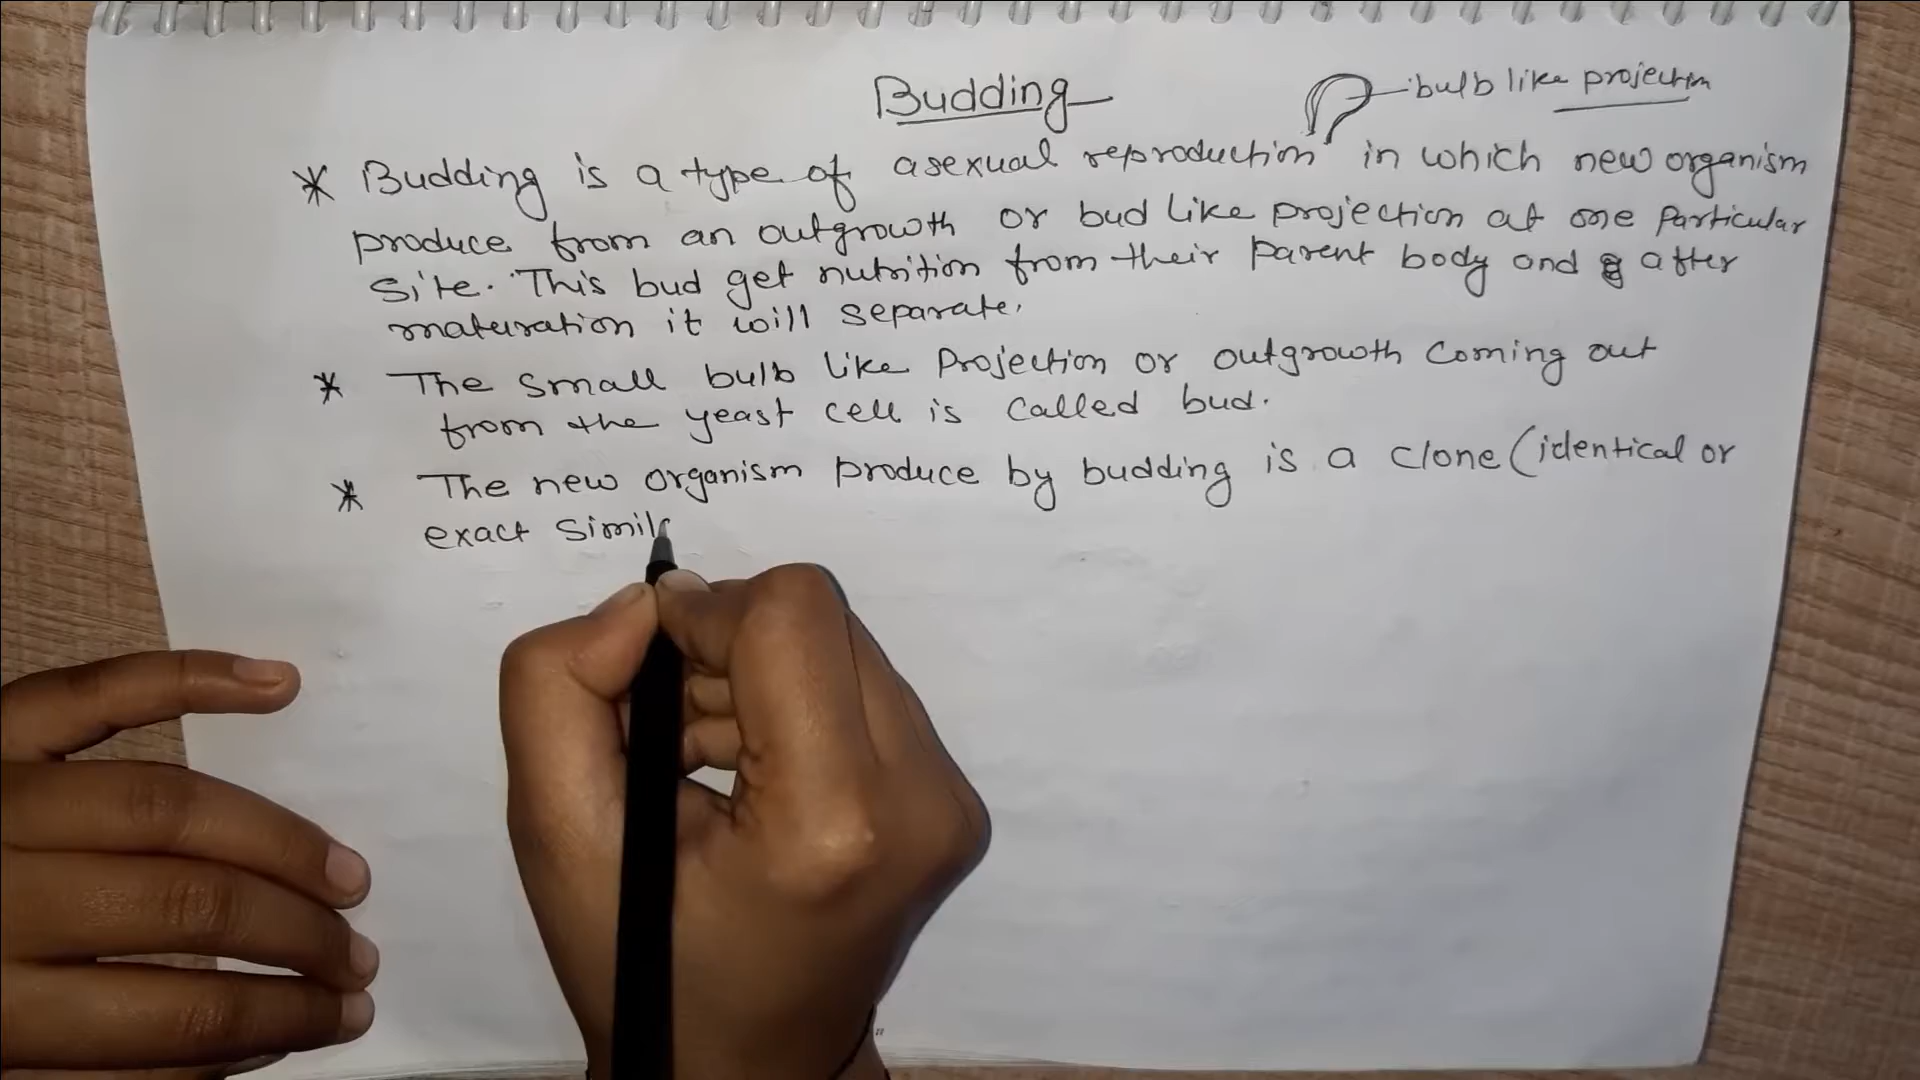 Budding
bulb like projection
* Budding is a type of asexual reproduction in which new organism
produce from an outgrowth or bud like projection at one particular
site. This bud get nutrition from their parent body and after
maturation it will separate.
* The small bulb like Projection or outgrowth coming out
from the yeast cell is called bud.
* The new organism produce by budding is a clone (identical or
exact simila